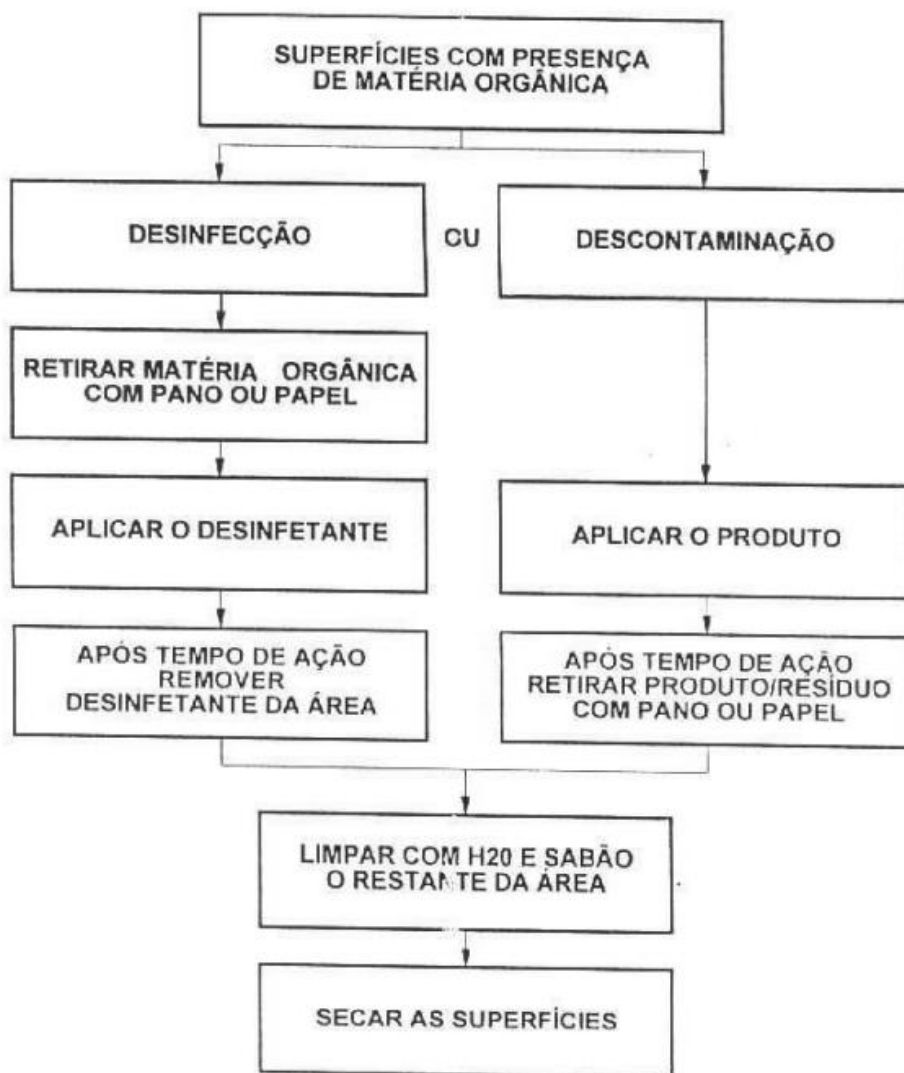 SUPERFÍCIES COM PRESENÇA
DE MATÉRIA ORGÂNICA
DESINFECÇÃO
CU
DESCONTAMINAÇÃO
RETIRAR MATÉRIA ORGÂNICA
COM PANO OU PAPEL
APLICAR O DESINFETANTE
APLICAR O PRODUTO
APÓS TEMPO DE AÇÃO
REMOVER
DESINFETANTE DA ÁREA
APÓS TEMPO DE AÇÃO
RETIRAR PRODUTO/RESÍDUO
COM PANO OU PAPEL
LIMPAR COM H20 E SABÃO
O RESTANTE DA ÁREA
SECAR AS SUPERFÍCIES